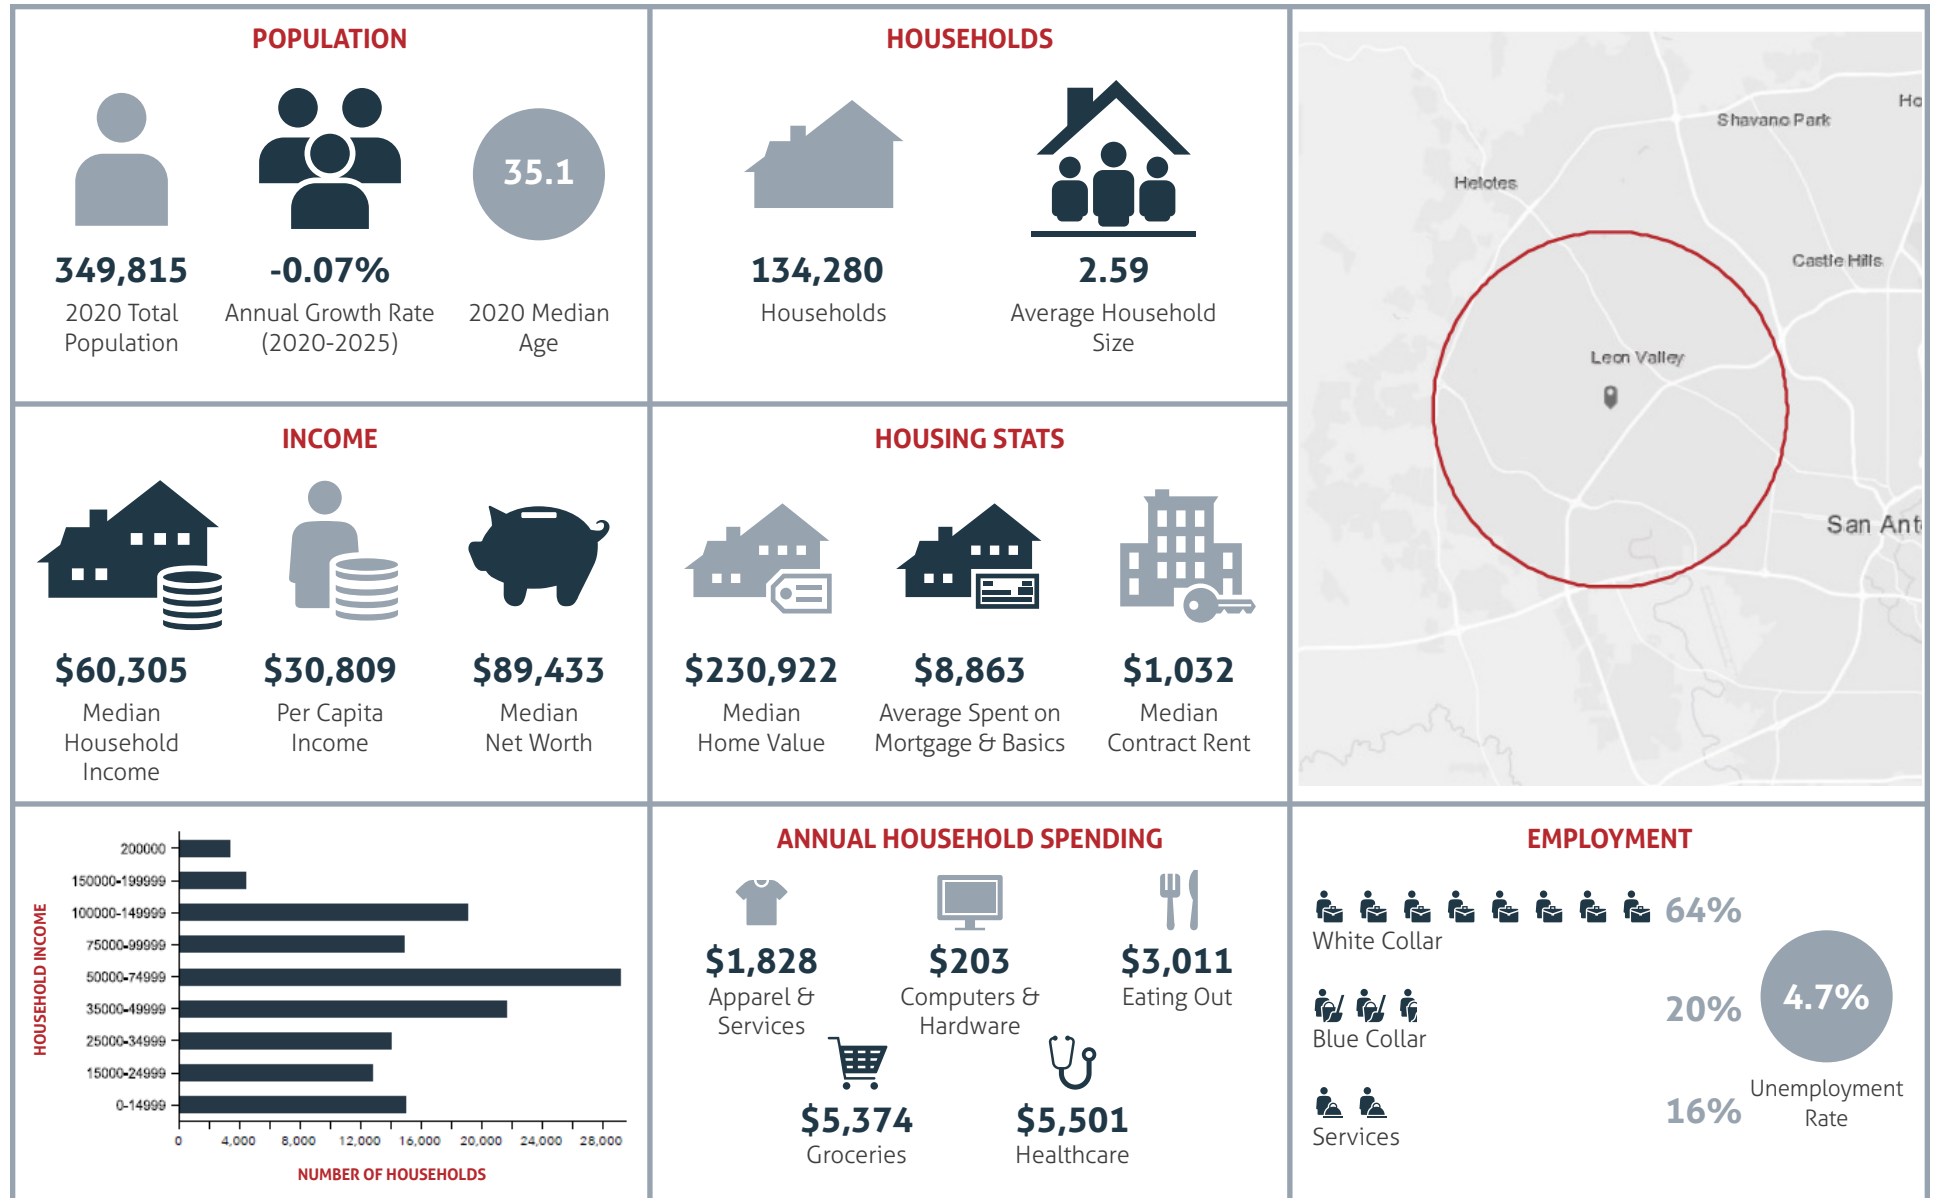 POPULATION
35.1
349,815
2020 Total
Population
-0.07%
Annual Growth Rate
(2020-2025)
2020 Median
Age
HOUSEHOLDS
134,280
Households
2.59
Average Household
Size
Shavano Park
Ho
Helotes
Castle Hills
Leon Valley
San Ant
INCOME
$60,305
Median
Household
Income
$30,809
Per Capita
Income
$89,433
Median
Net Worth
HOUSING STATS
$230,922
Median
Home Value
$8,863
Average Spent on
Mortgage & Basics
$1,032
Median
Contract Rent
HOUSEHOLD INCOME
200000
150000-199999
100000-149999
75000-99999
50000-74999
35000-49999
25000-34999
15000-24999
0-14999
0 4,000 8,000 12,000 16,000 20,000 24,000 28,000
NUMBER OF HOUSEHOLDS
ANNUAL HOUSEHOLD SPENDING
$1,828
Apparel &
Services
$203
Computers &
Hardware
$3,011
Eating Out
$5,374
Groceries
$5,501
Healthcare
EMPLOYMENT
64%
White Collar
20%
Blue Collar
16%
Services
4.7%
Unemployment
Rate